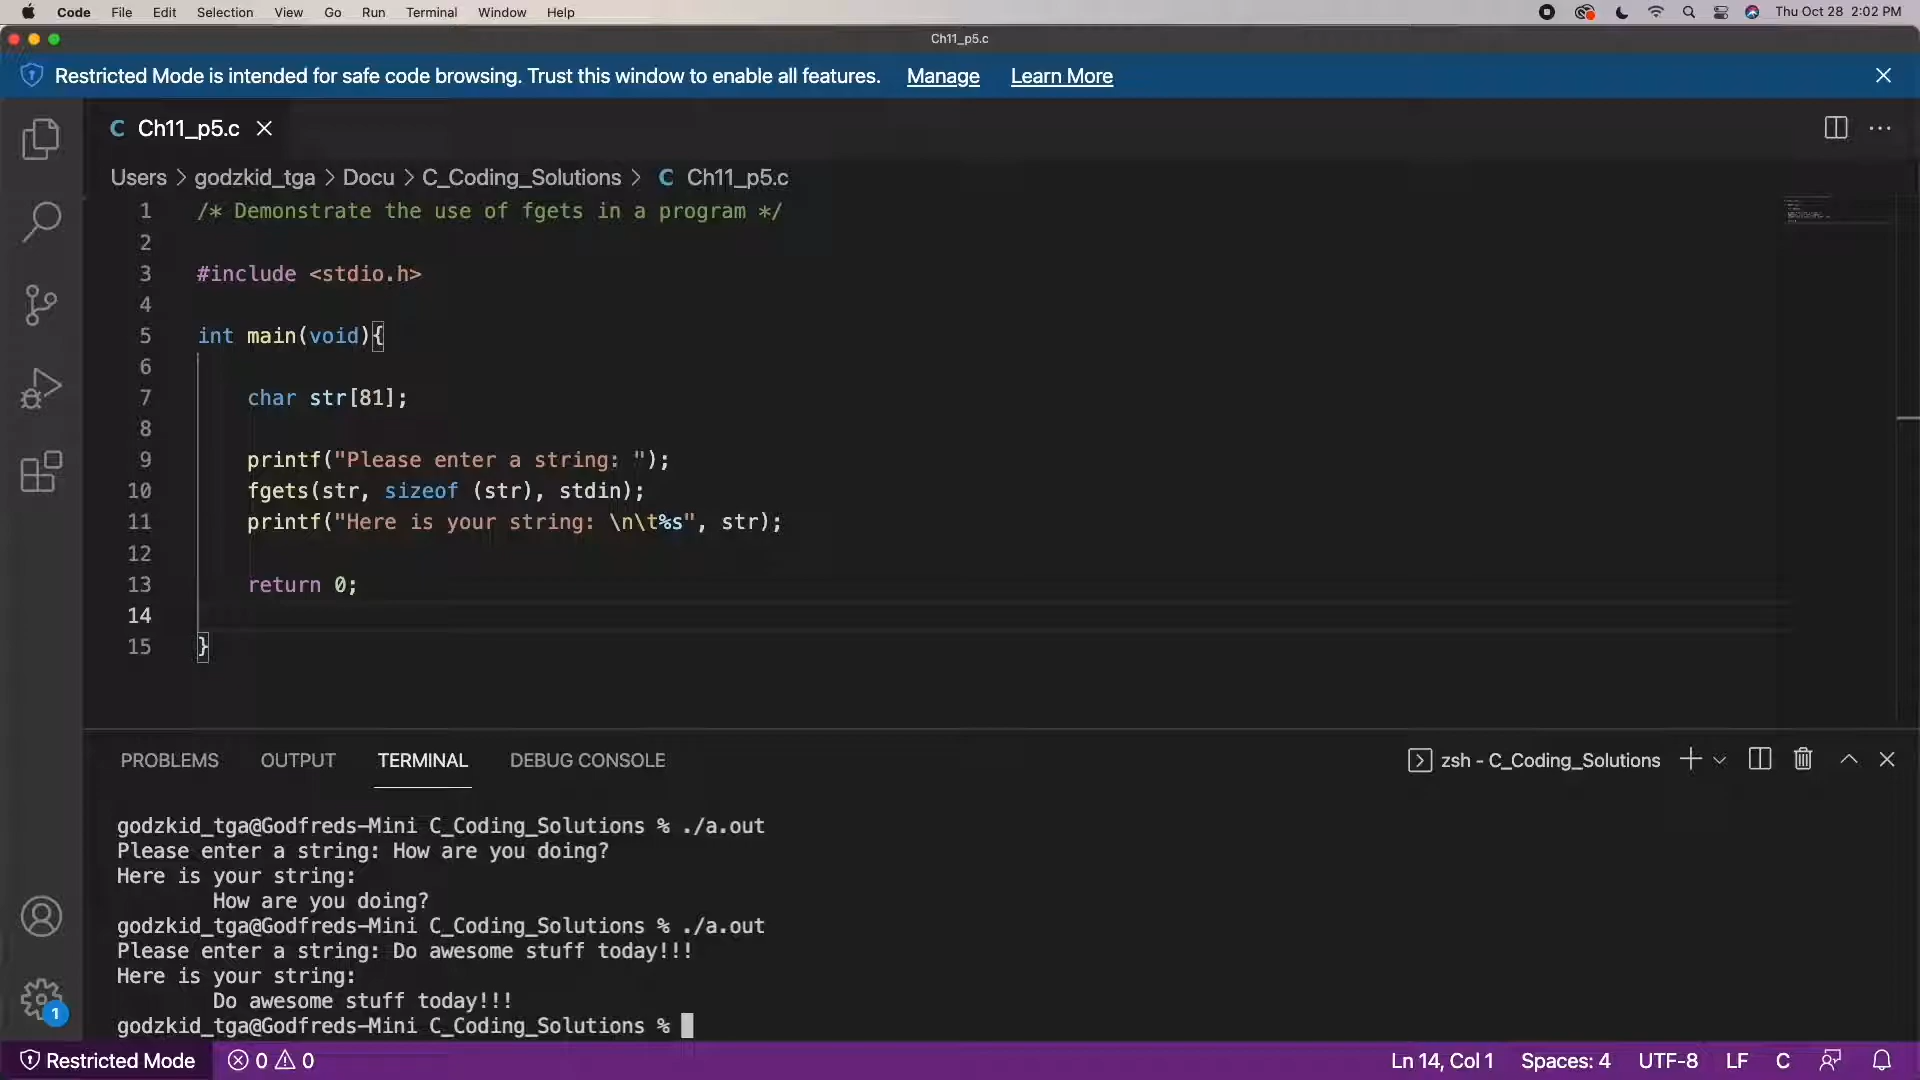 Code File Edit Selection View Go Run Terminal Window Help Thu Oct 28 2:02 PM
Ch11_p5.c
Restricted Mode is intended for safe code browsing. Trust this window to enable all features. Manage Learn More
C Ch11_p5.c
Users > godzkid_tga > Docu > C_Coding_Solutions > C Ch11_p5.c
1 /* Demonstrate the use of fgets in a program */
2
3 #include <stdio.h>
4
5 int main(void){
6
7 char str[81];
8
9 printf("Please enter a string: ");
10 fgets(str, sizeof (str), stdin);
11 printf("Here is your string: \n\t%s", str);
12
13 return 0;
14
15 }
PROBLEMS OUTPUT TERMINAL DEBUG CONSOLE zsh - C_Coding_Solutions
godzkid_tga@Godfreds-Mini C_Coding_Solutions % ./a.out
Please enter a string: How are you doing?
Here is your string:
How are you doing?
godzkid_tga@Godfreds-Mini C_Coding_Solutions % ./a.out
Please enter a string: Do awesome stuff today!!!
Here is your string:
Do awesome stuff today!!!
godzkid_tga@Godfreds-Mini C_Coding_Solutions %
1
Restricted Mode 0 0 Ln 14, Col 1 Spaces: 4 UTF-8 LF C